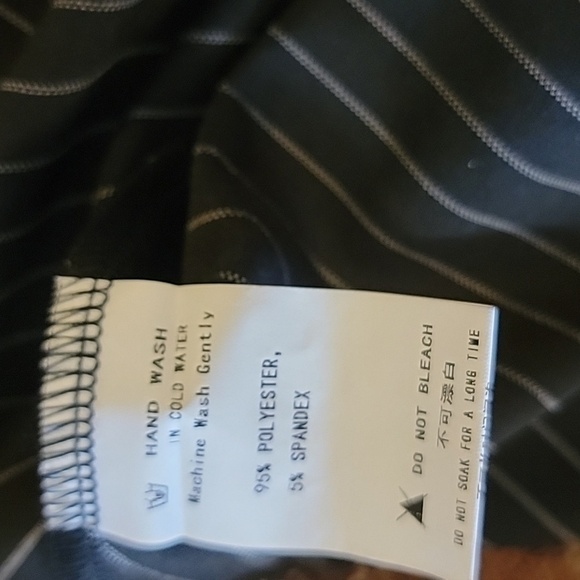 HAND WASH
IN COLD WATER
Machine Wash Gently
95% POLYESTER,
5% SPANDEX
DO NOT BLEACH
不可漂白
DO NOT SOAK FOR A LONG TIME